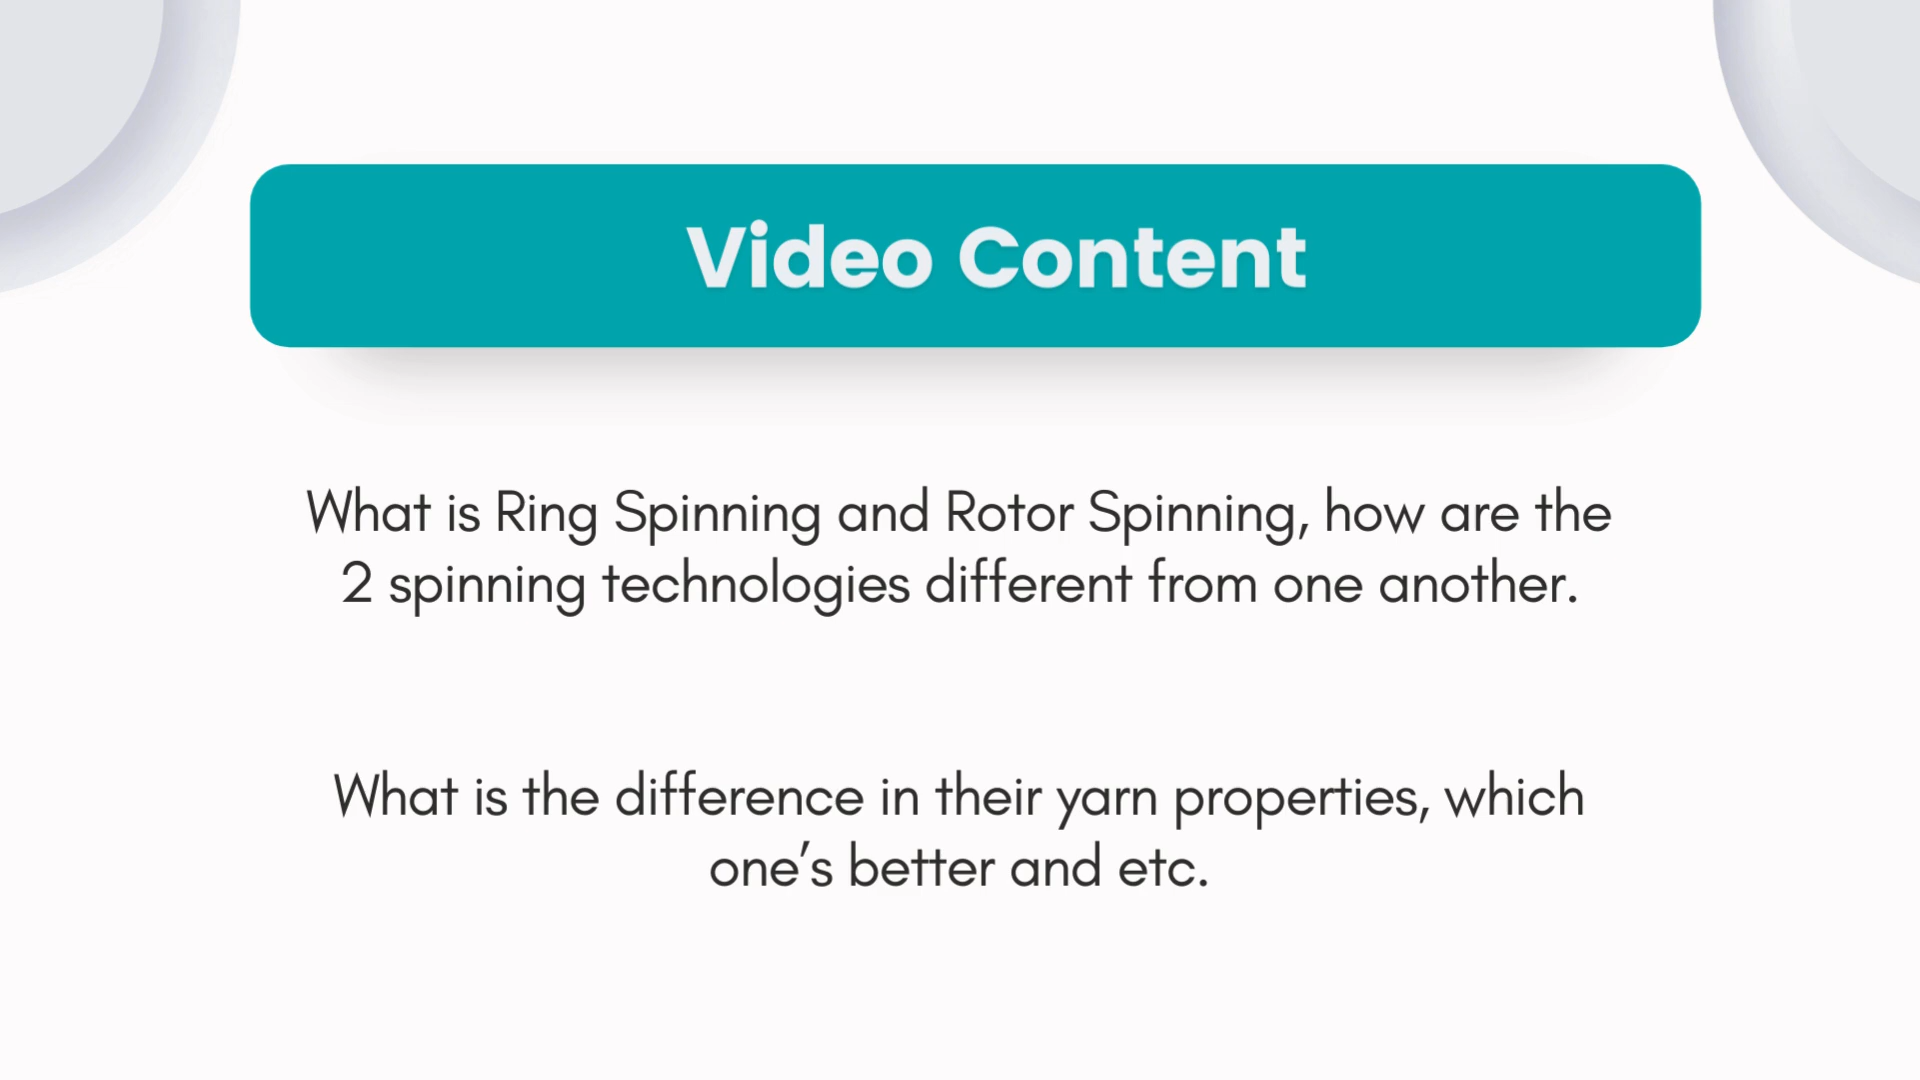 Video Content
What is Ring Spinning and Rotor Spinning, how are the
2 spinning technologies different from one another.
What is the difference in their yarn properties, which
one’s better and etc.